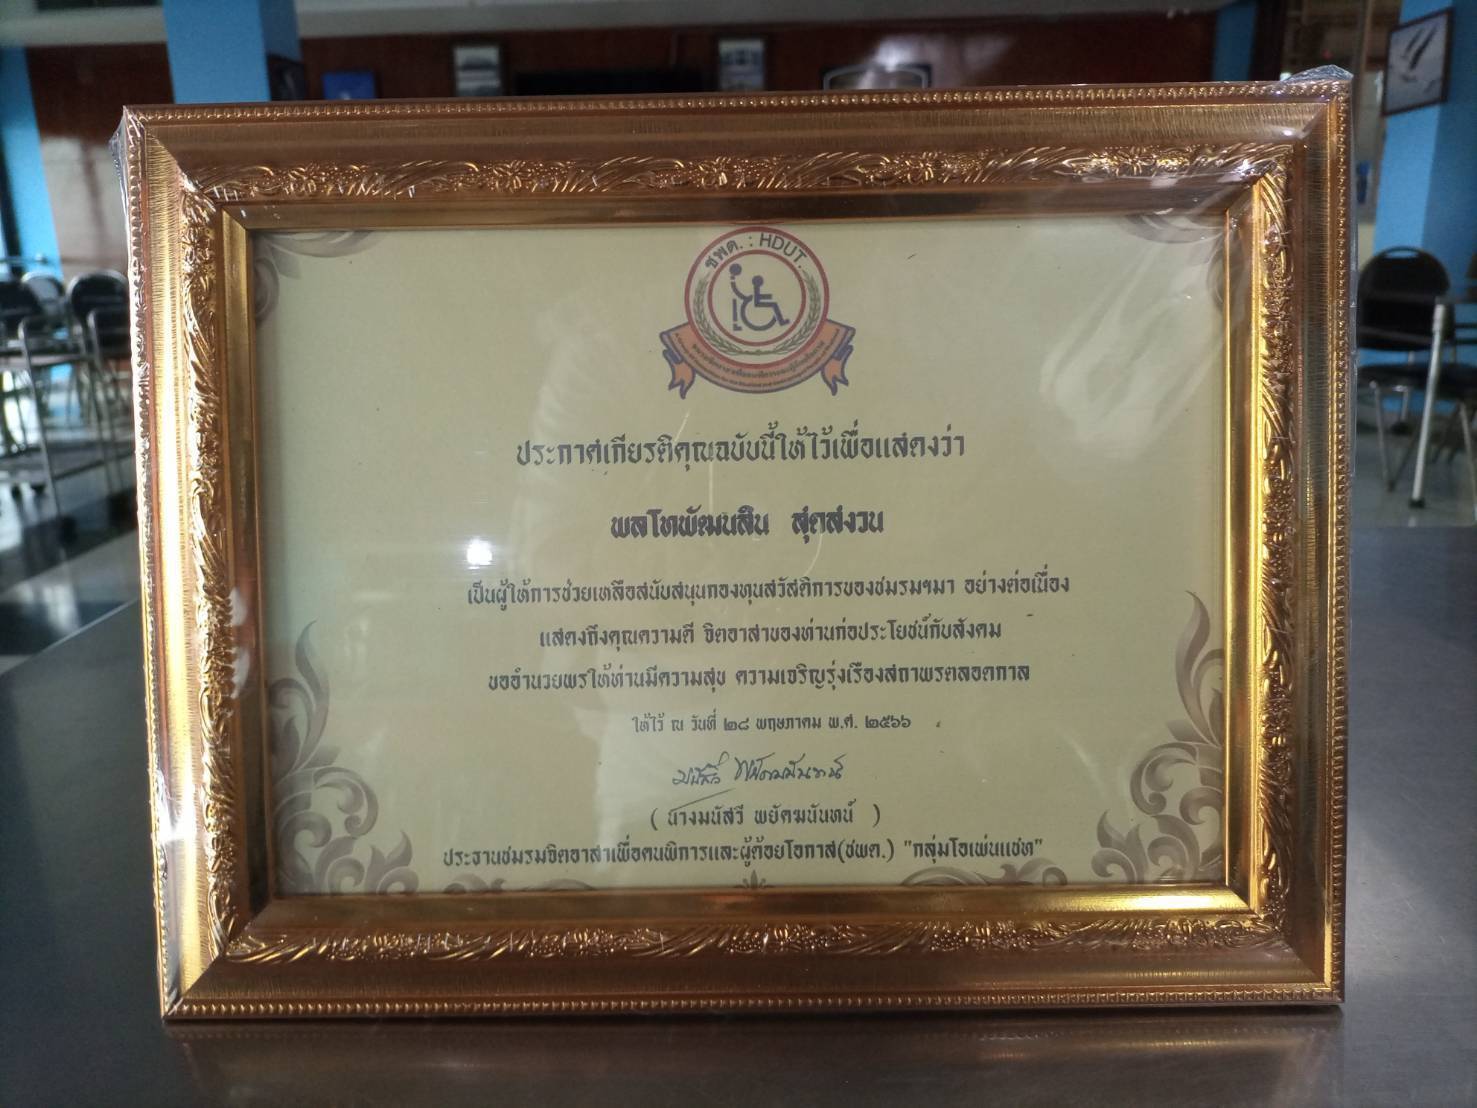 ชพด. : HDUT.
ประกาศเกียรติคุณฉบับนี้ให้ไว้เพื่อแสดงว่า
พลโทพัฒนสิน สุดสงวน
เป็นผู้ให้การช่วยเหลือสนับสนุนกองทุนสวัสดิการของชมรมฯมา อย่างต่อเนื่อง
แสดงถึงคุณความดี จิตอาสาของท่านก่อประโยชน์กับสังคม
ขออำนวยพรให้ท่านมีความสุข ความเจริญรุ่งเรืองสถาพรตลอดกาล
ให้ไว้ ณ วันที่ ๒๘ พฤษภาคม พ.ศ. ๒๕๖๖
( นางมนัสวี พยัคฆนันทน์ )
ประธานชมรมจิตอาสาเพื่อคนพิการและผู้ด้อยโอกาส(ชพด.) "กลุ่มโอเพ่นแชท"